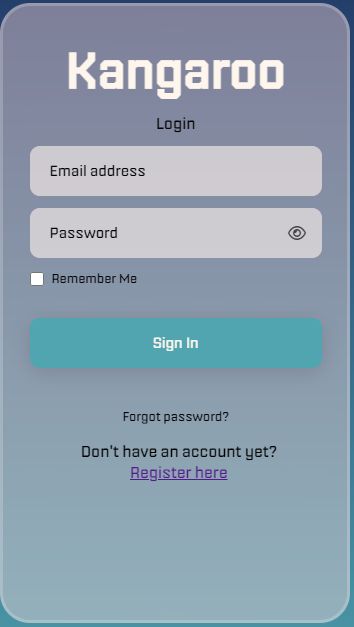 Kangaroo
Login
Email address
Password
Remember Me
Sign In
Forgot password?
Don't have an account yet?
Register here